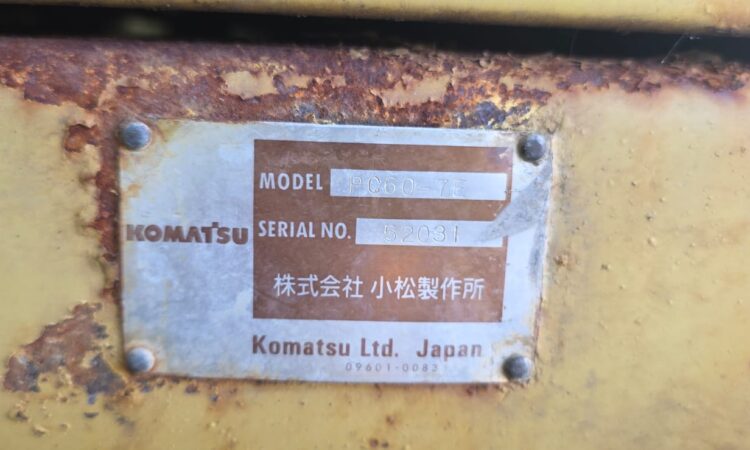 MODEL PC60-7E
KOMATSU
SERIAL NO. 52031
株式会社 小松製作所
Komatsu Ltd. Japan
09601-0083